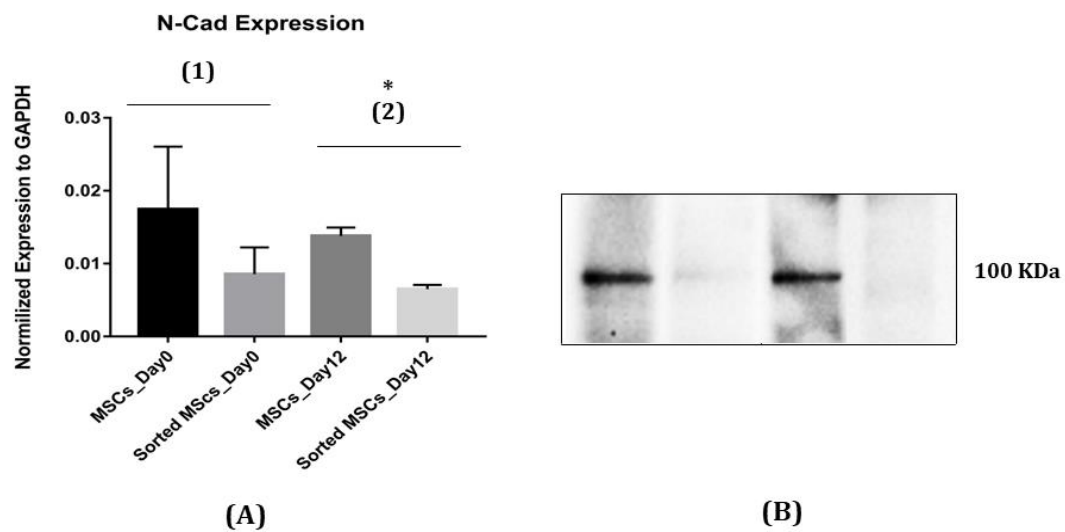 N-Cad Expression
(1)
*
(2)
Normilized Expression to GAPDH
0.03
0.02
0.01
0.00
MSCs_Day0
Sorted MScs_Day0
MSCs_Day12
Sorted MSCs_Day12
(A)
100 KDa
(B)